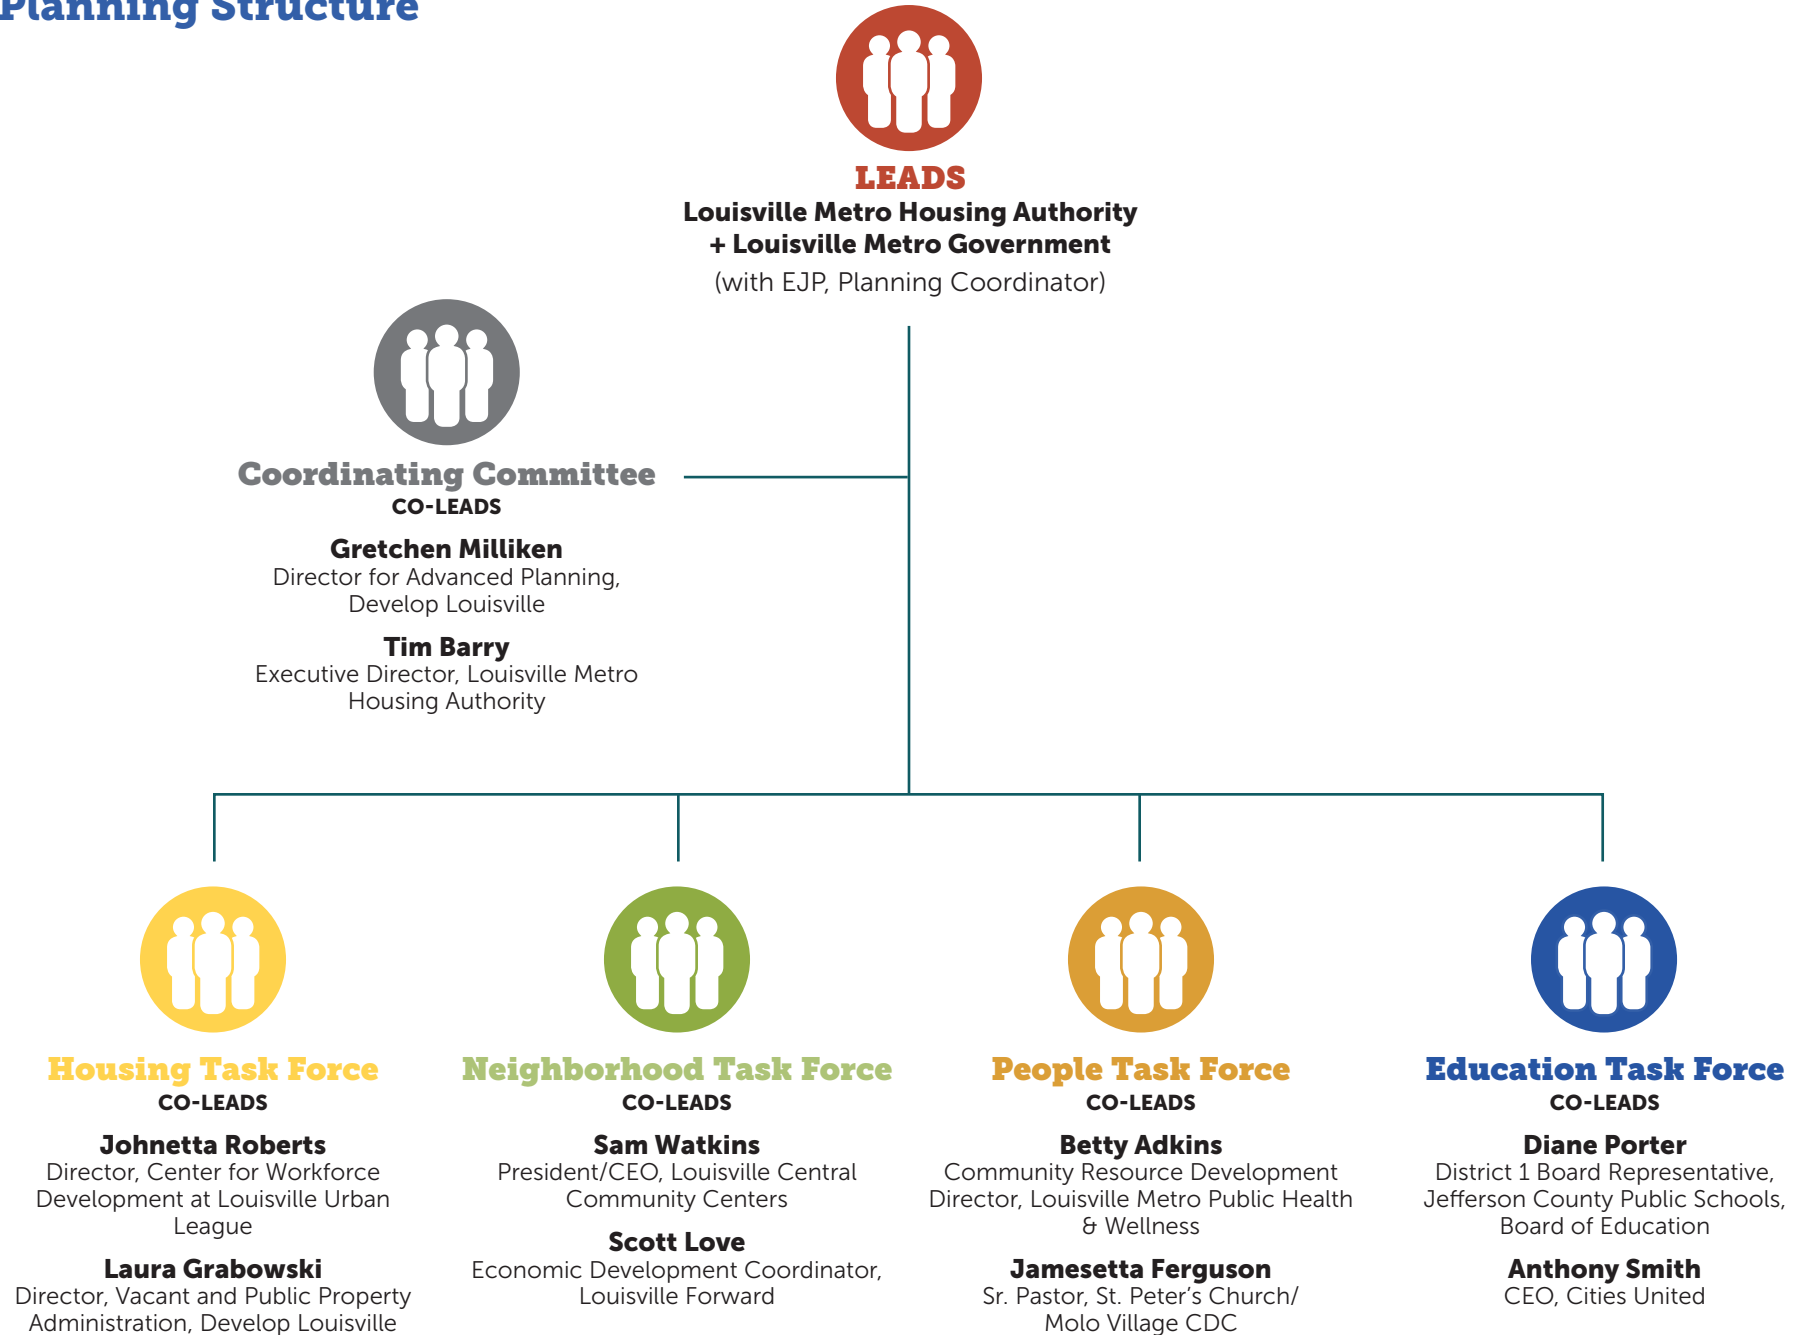 Planning Structure
LEADS
Louisville Metro Housing Authority
+ Louisville Metro Government
(with EJP, Planning Coordinator)
Coordinating Committee
CO-LEADS
Gretchen Milliken
Director for Advanced Planning,
Develop Louisville
Tim Barry
Executive Director, Louisville Metro
Housing Authority
Housing Task Force
CO-LEADS
Johnetta Roberts
Director, Center for Workforce
Development at Louisville Urban
League
Laura Grabowski
Director, Vacant and Public Property
Administration, Develop Louisville
Neighborhood Task Force
CO-LEADS
Sam Watkins
President/CEO, Louisville Central
Community Centers
Scott Love
Economic Development Coordinator,
Louisville Forward
People Task Force
CO-LEADS
Betty Adkins
Community Resource Development
Director, Louisville Metro Public Health
& Wellness
Jamesetta Ferguson
Sr. Pastor, St. Peter’s Church/
Molo Village CDC
Education Task Force
CO-LEADS
Diane Porter
District 1 Board Representative,
Jefferson County Public Schools,
Board of Education
Anthony Smith
CEO, Cities United